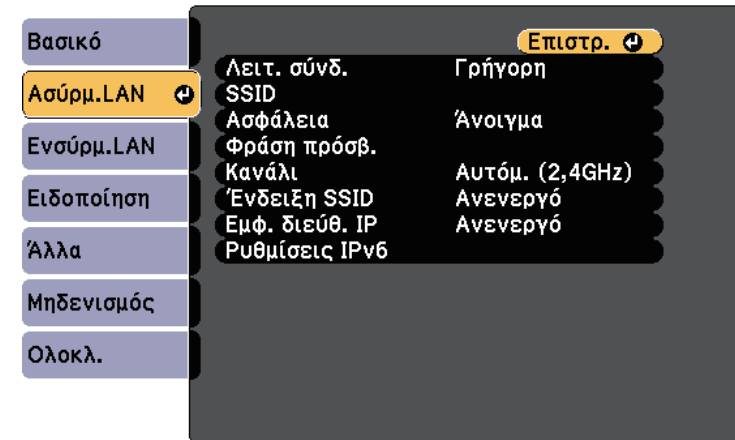 Βασικό
Ασύρμ.LAN
Ενσύρμ.LAN
Ειδοποίηση
Άλλα
Μηδενισμός
Ολοκλ.
Επιστρ.
Λειτ. σύνδ. Γρήγορη
SSID
Ασφάλεια Άνοιγμα
Φράση πρόσβ.
Κανάλι Αυτόμ. (2,4GHz)
Ένδειξη SSID Ανενεργό
Εμφ. διεύθ. IP Ανενεργό
Ρυθμίσεις IPv6